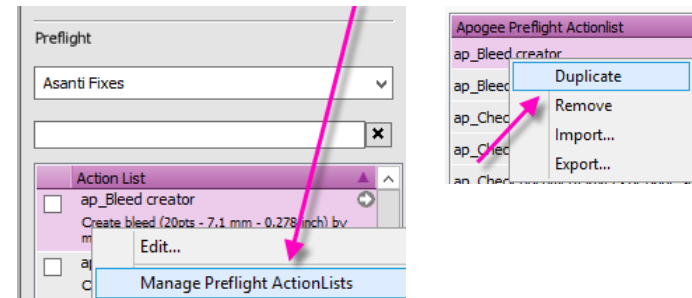 Preflight
Asanti Fixes
Action List
ap_Bleed creator
Create bleed (20pts - 7.1 mm - 0.278 inch) by
Edit...
Manage Preflight ActionLists
Apogee Preflight Actionlist
ap_Bleed creator
Duplicate
Remove
Import...
Export...